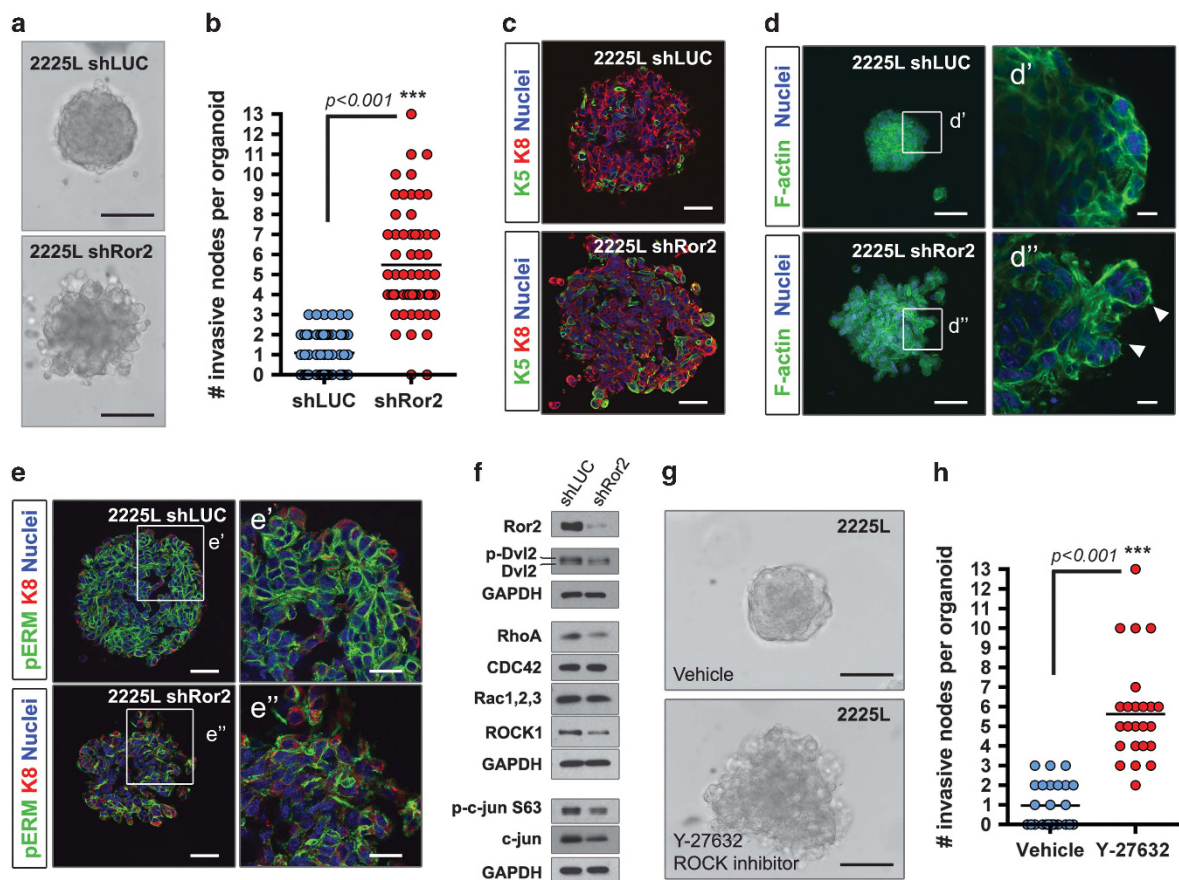 a
2225L shLUC
2225L shRor2
b
# invasive nodes per organoid
p<0.001 ***
13
12
11
10
9
8
7
6
5
4
3
2
1
0
shLUC shRor2
c
K5 K8 Nuclei
2225L shLUC
K5 K8 Nuclei
2225L shRor2
d
F-actin Nuclei
2225L shLUC
d'
d'
F-actin Nuclei
2225L shRor2
d"
d"
e
pERM K8 Nuclei
2225L shLUC
e'
e'
pERM K8 Nuclei
2225L shRor2
e"
e"
f
shLUC
shRor2
Ror2
p-Dvl2
Dvl2
GAPDH
RhoA
CDC42
Rac1,2,3
ROCK1
GAPDH
p-c-jun S63
c-jun
GAPDH
g
2225L
Vehicle
2225L
Y-27632
ROCK inhibitor
h
# invasive nodes per organoid
p<0.001 ***
13
12
11
10
9
8
7
6
5
4
3
2
1
0
Vehicle Y-27632